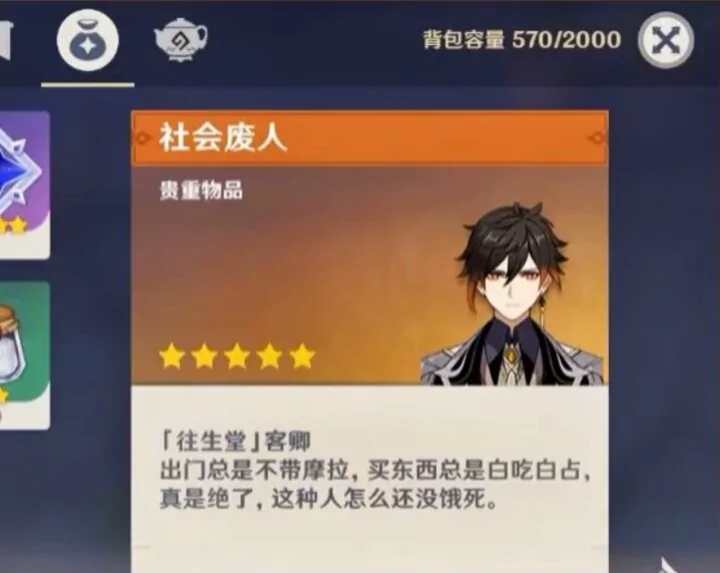 背包容量 570/2000
社会废人
贵重物品
「往生堂」客卿
出门总是不带摩拉，买东西总是白吃白占，
真是绝了，这种人怎么还没饿死。